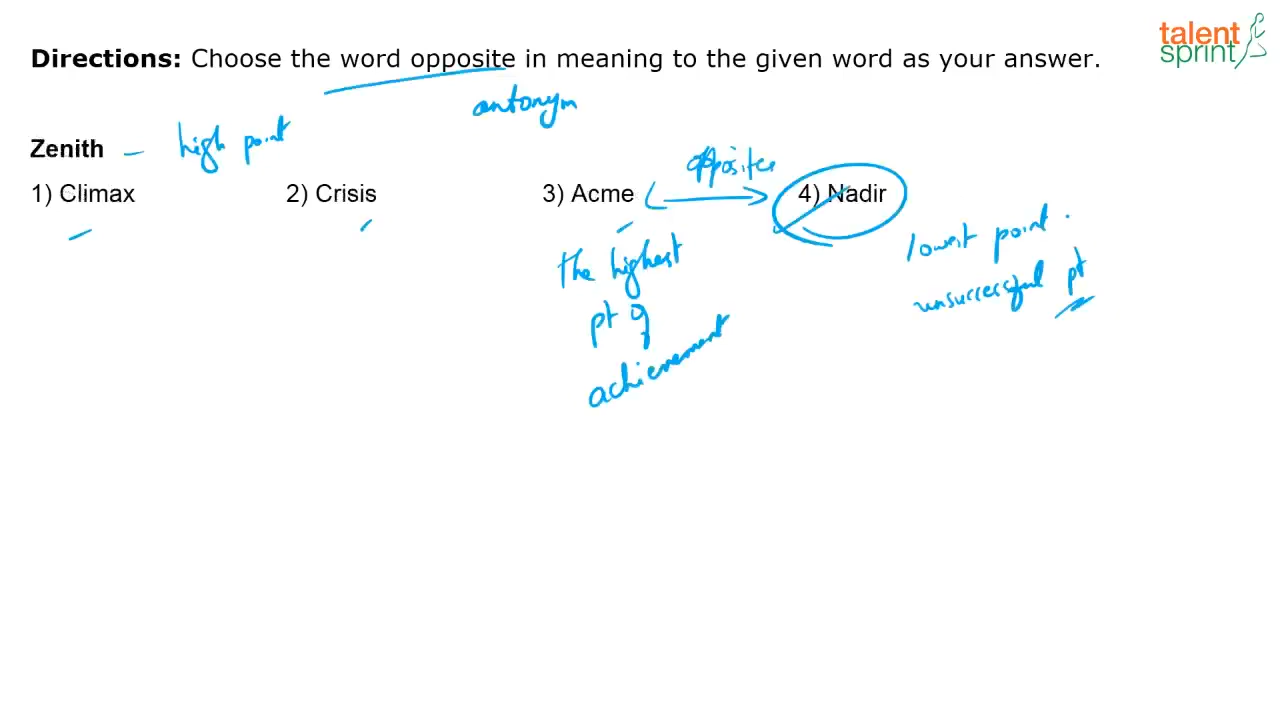 talent
sprint
Directions: Choose the word opposite in meaning to the given word as your answer.
antonym
Zenith - high point
opposites
1) Climax 2) Crisis 3) Acme 4) Nadir
the highest
pt of
achievement
lowest point.
unsuccessful pt